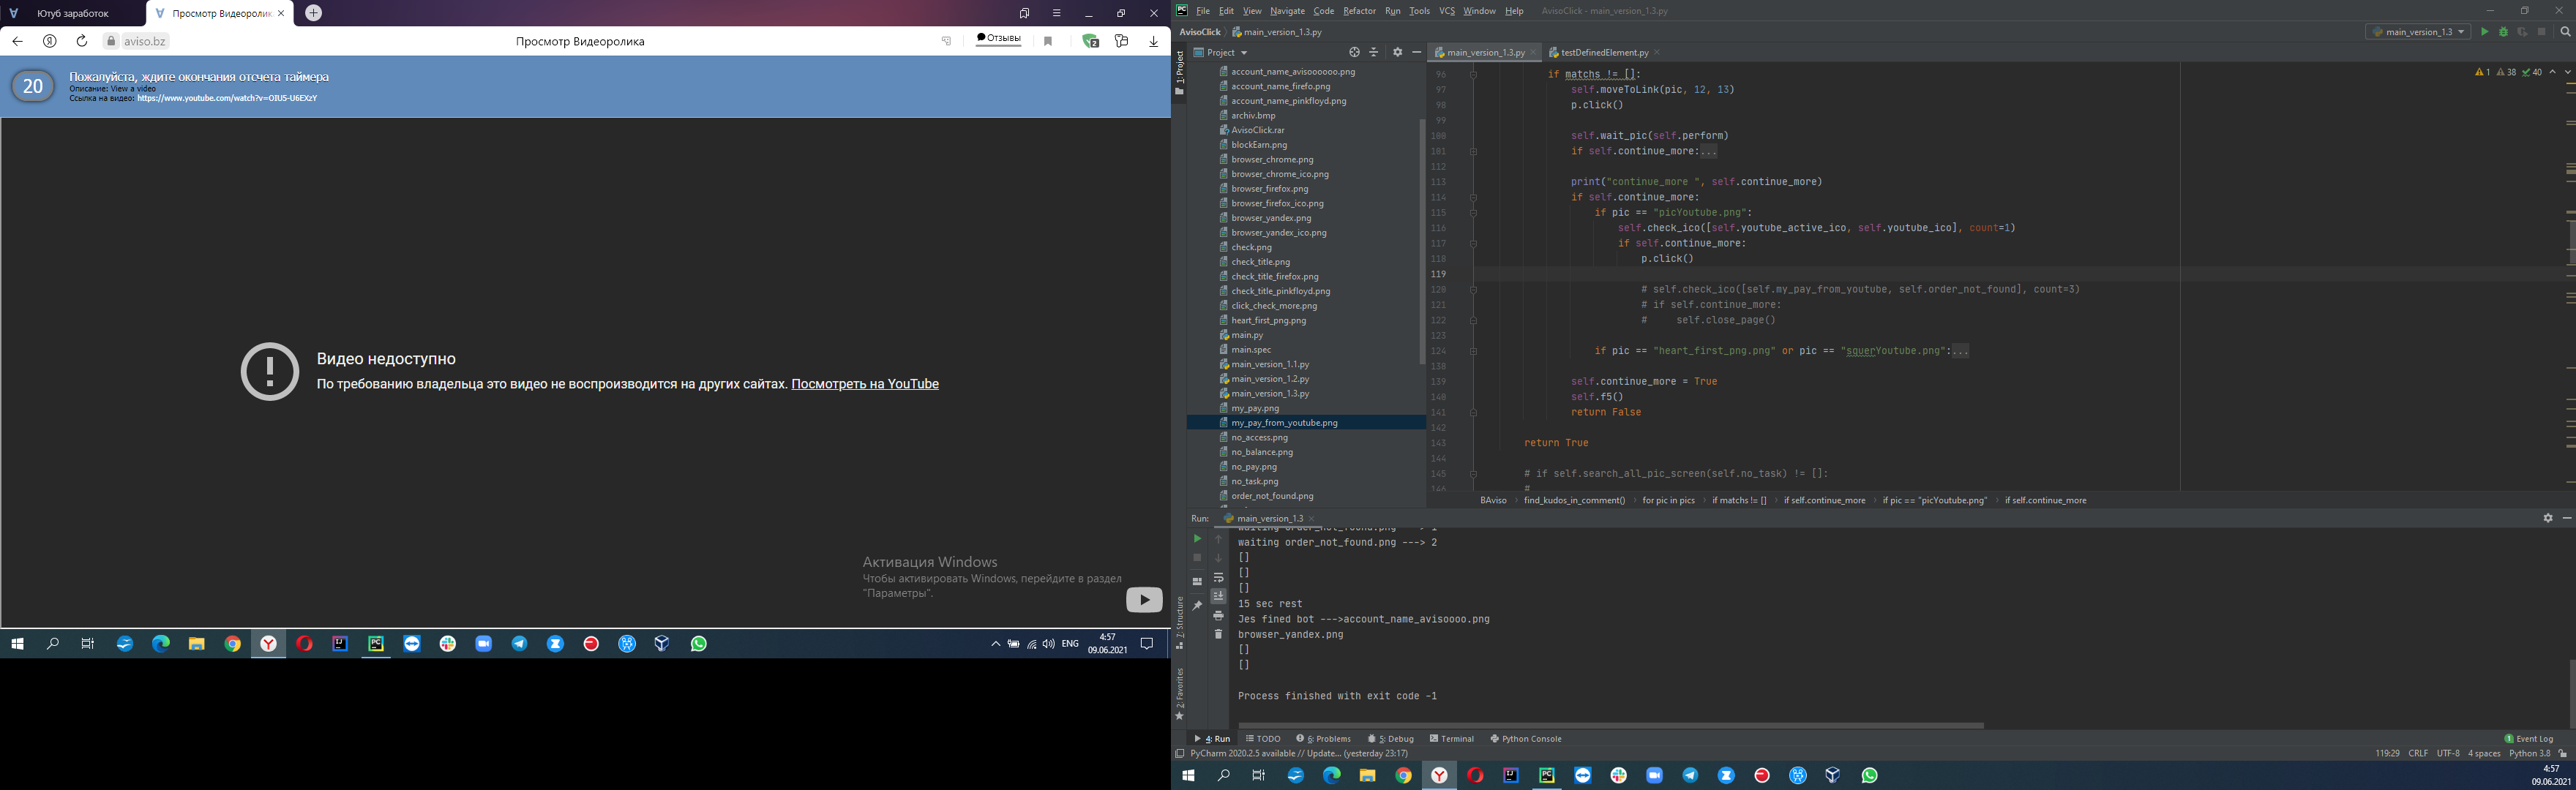 Ютуб заработок
Просмотр Видеоролик
aviso.bz
Просмотр Видеоролика
Отзывы
2
20
Пожалуйста, ждите окончания отсчета таймера
Описание: View a video
Ссылка на видео: https://www.youtube.com/watch?v=OIU5-U6EXzY
Видео недоступно
По требованию владельца это видео не воспроизводится на других сайтах. Посмотреть на YouTube
Активация Windows
Чтобы активировать Windows, перейдите в раздел
"Параметры".
ENG
4:57
09.06.2021
File Edit View Navigate Code Refactor Run Tools VCS Window Help
AvisoClick - main_version_1.3.py
AvisoClick
main_version_1.3.py
main_version_1.3
1: Project
Project
account_name_avisoooooo.png
account_name_firefo.png
account_name_pinkfloyd.png
archiv.bmp
AvisoClick.rar
blockEarn.png
browser_chrome.png
browser_chrome_ico.png
browser_firefox.png
browser_firefox_ico.png
browser_yandex.png
browser_yandex_ico.png
check.png
check_title.png
check_title_firefox.png
check_title_pinkfloyd.png
click_check_more.png
heart_first_png.png
main.py
main.spec
main_version_1.1.py
main_version_1.2.py
main_version_1.3.py
my_pay.png
my_pay_from_youtube.png
no_access.png
no_balance.png
no_pay.png
no_task.png
order_not_found.png
main_version_1.3.py
testDefinedElement.py
1 38 40
96 if matchs != []:
97 self.moveToLink(pic, 12, 13)
98 p.click()
99
100 self.wait_pic(self.perform)
101 if self.continue_more:...
112
113 print("continue_more ", self.continue_more)
114 if self.continue_more:
115 if pic == "picYoutube.png":
116 self.check_ico([self.youtube_active_ico, self.youtube_ico], count=1)
117 if self.continue_more:
118 p.click()
119
120 # self.check_ico([self.my_pay_from_youtube, self.order_not_found], count=3)
121 # if self.continue_more:
122 # self.close_page()
123
124 if pic == "heart_first_png.png" or pic == "squerYoutube.png":...
138
139 self.continue_more = True
140 self.f5()
141 return False
142
143 return True
144
145 # if self.search_all_pic_screen(self.no_task) != []:
146 #
BAviso find_kudos_in_comment() for pic in pics if matchs != [] if self.continue_more if pic == "picYoutube.png" if self.continue_more
Run: main_version_1.3
waiting order_not_found.png ---> 1
waiting order_not_found.png ---> 2
[]
[]
[]
15 sec rest
Jes fined bot --->account_name_avisoooo.png
browser_yandex.png
[]
[]
Process finished with exit code -1
7: Structure
2: Favorites
4: Run TODO 6: Problems 5: Debug Terminal Python Console
1 Event Log
PyCharm 2020.2.5 available // Update... (yesterday 23:17)
119:29 CRLF UTF-8 4 spaces Python 3.8
4:57
09.06.2021